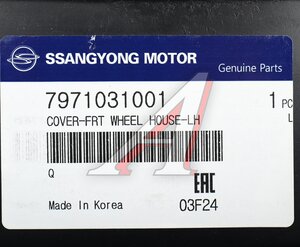 SSANGYONG MOTOR
Genuine Parts
7971031001
1 PC
COVER-FRT WHEEL HOUSE-LH
L
Q
EAC
Made In Korea
03F24